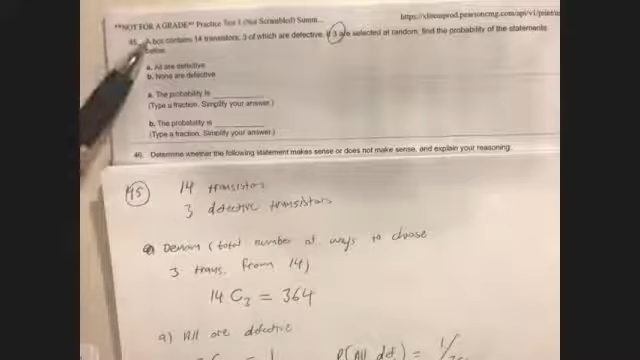 **NOT FOR A GRADE** Practice Test 1 (Not Scrambled) Summ...
https://xlitemprod.pearsoncmg.com/api/v1/print/m
45. A box contains 14 transistors, 3 of which are defective. If 3 are selected at random, find the probability of the statements
below.
a. All are defective
b. None are defective
a. The probability is
(Type a fraction. Simplify your answer.)
b. The probability is
(Type a fraction. Simplify your answer.)
46. Determine whether the following statement makes sense or does not make sense, and explain your reasoning.
45
14 transistors
3 defective transistors
Denom (total number of ways to choose
3 trans. from 14)
14 C3 = 364
a) All are defective
= 1
P(All def.) = 1/